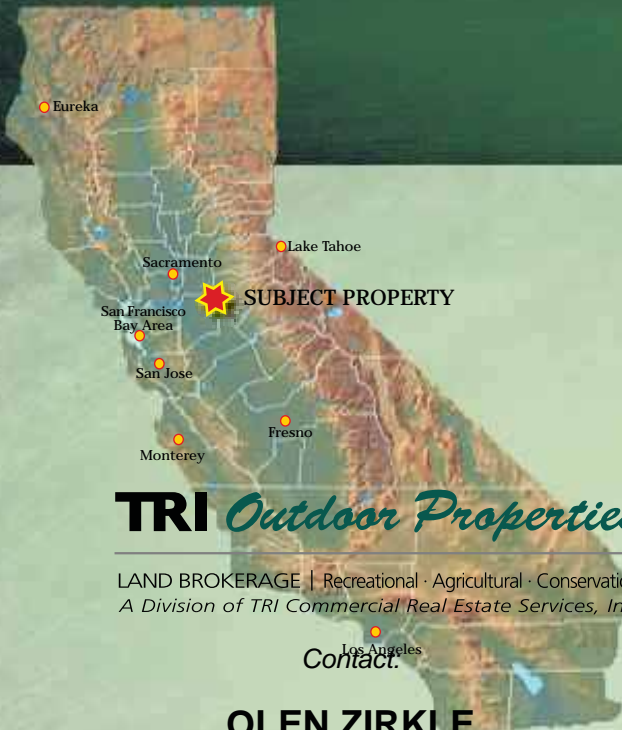 Eureka
Lake Tahoe
Sacramento
SUBJECT PROPERTY
San Francisco
Bay Area
San Jose
Fresno
Monterey
TRI Outdoor Propertie
LAND BROKERAGE | Recreational · Agricultural · Conservati
A Division of TRI Commercial Real Estate Services, In
Los Angeles
Contact:
OLEN ZIRKLE